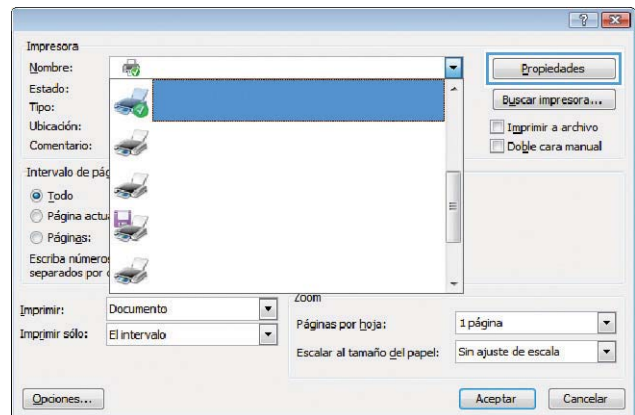 Impresora
Nombre:
Propiedades
Estado:
Tipo:
Buscar impresora...
Ubicación:
Imprimir a archivo
Comentario:
Doble cara manual
Intervalo de pág
Todo
Página actu
Páginas:
Escriba números
separados por
Zoom
Imprimir:
Documento
Páginas por hoja:
1 página
Imprimir sólo:
El intervalo
Escalar al tamaño del papel:
Sin ajuste de escala
Opciones...
Aceptar
Cancelar